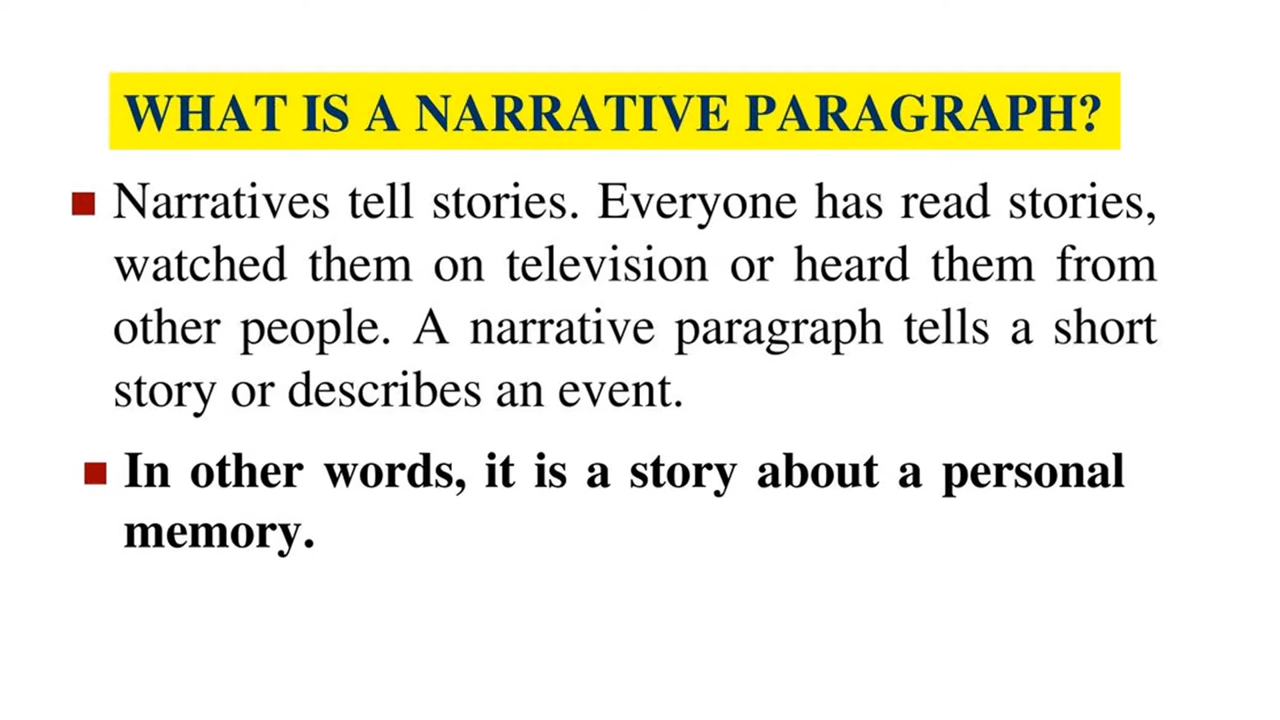 WHAT IS A NARRATIVE PARAGRAPH?
Narratives tell stories. Everyone has read stories,
watched them on television or heard them from
other people. A narrative paragraph tells a short
story or describes an event.
In other words, it is a story about a personal
memory.